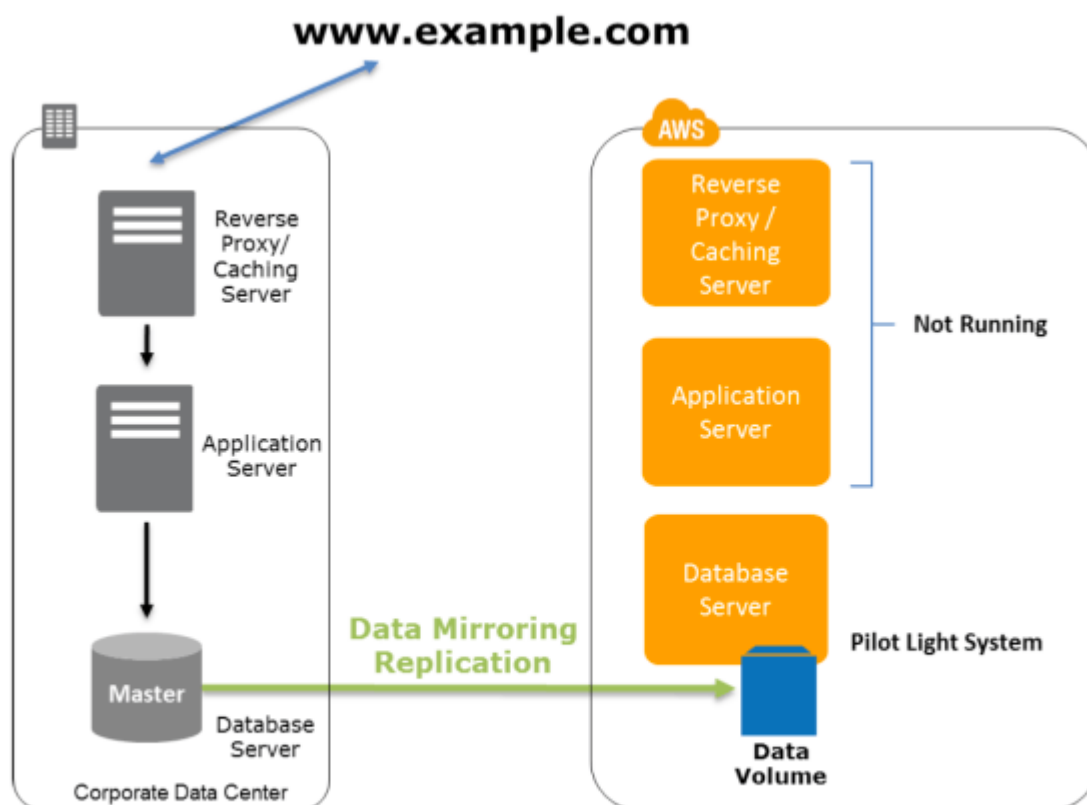 www.example.com
Reverse
Proxy/
Caching
Server
Application
Server
Master
Database
Server
Corporate Data Center
Data Mirroring
Replication
AWS
Reverse
Proxy /
Caching
Server
Not Running
Application
Server
Database
Server
Pilot Light System
Data
Volume